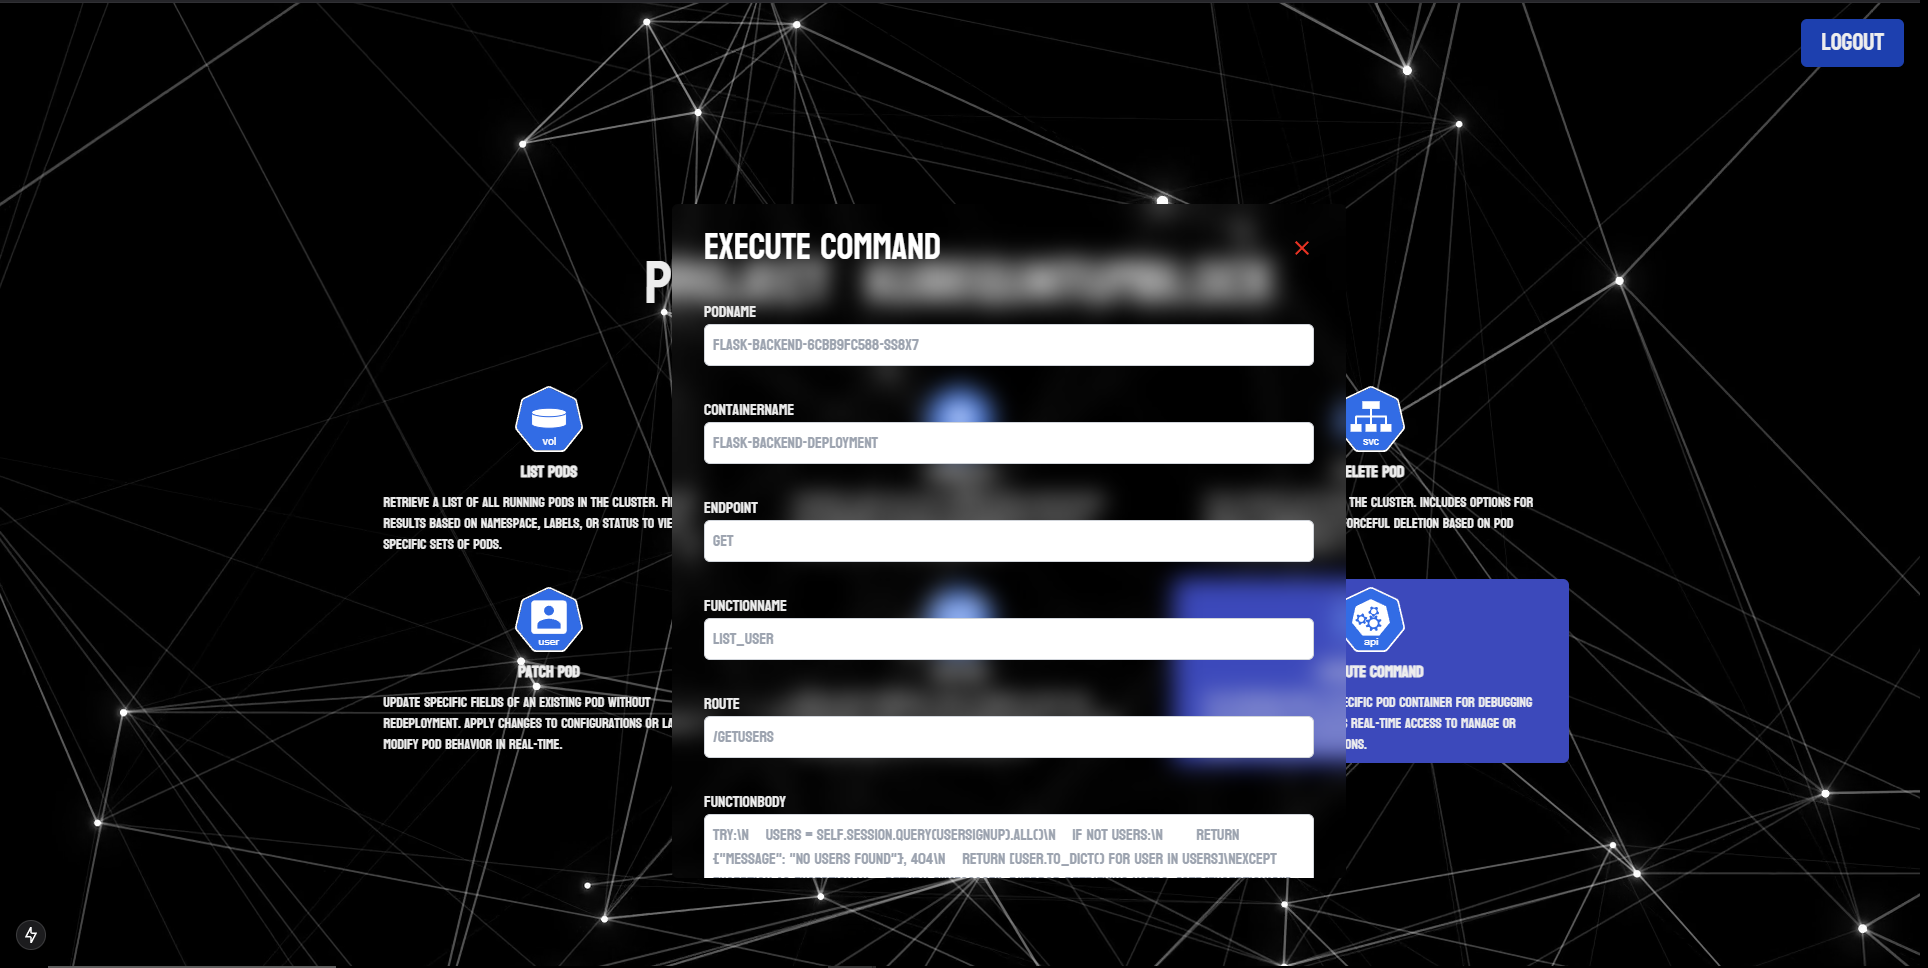 LOGOUT
EXECUTE COMMAND
P
PODNAME
FLASK-BACKEND-6CBB9FC588-SS8X7
CONTAINERNAME
FLASK-BACKEND-DEPLOYMENT
ENDPOINT
GET
FUNCTIONNAME
LIST_USER
ROUTE
/GETUSERS
FUNCTIONBODY
TRY:\N USERS = SELF.SESSION.QUERY(USERSIGNUP).ALL()\N IF NOT USERS:\N RETURN
{"MESSAGE": "NO USERS FOUND"}, 404\N RETURN [USER.TO_DICT() FOR USER IN USERS]\NEXCEPT
vol
LIST PODS
RETRIEVE A LIST OF ALL RUNNING PODS IN THE CLUSTER. FI
RESULTS BASED ON NAMESPACE, LABELS, OR STATUS TO VIE
SPECIFIC SETS OF PODS.
svc
ELETE POD
THE CLUSTER. INCLUDES OPTIONS FOR
ORCEFUL DELETION BASED ON POD
user
PATCH POD
UPDATE SPECIFIC FIELDS OF AN EXISTING POD WITHOUT
REDEPLOYMENT. APPLY CHANGES TO CONFIGURATIONS OR LA
MODIFY POD BEHAVIOR IN REAL-TIME.
api
UTE COMMAND
ECIFIC POD CONTAINER FOR DEBUGGING
REAL-TIME ACCESS TO MANAGE OR
ONS.